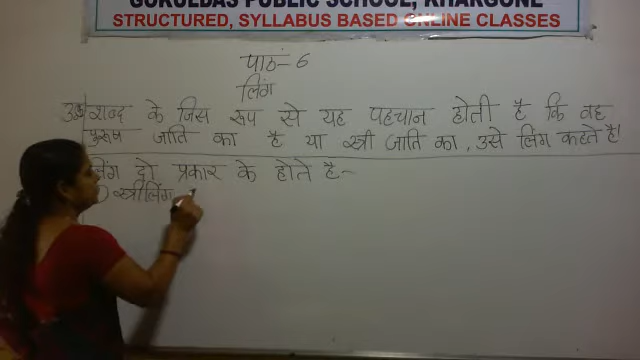 GOKULDAS PUBLIC SCHOOL, KHARGONE
STRUCTURED, SYLLABUS BASED ONLINE CLASSES
पाठ:- 6
लिंग
शब्द के जिस रूप से यह पहचान होती है कि वह
पुरूष जाति का है या स्त्री जाति का, उसे लिंग कहते है।
लिंग दो प्रकार के होते है-
स्त्रीलिंग